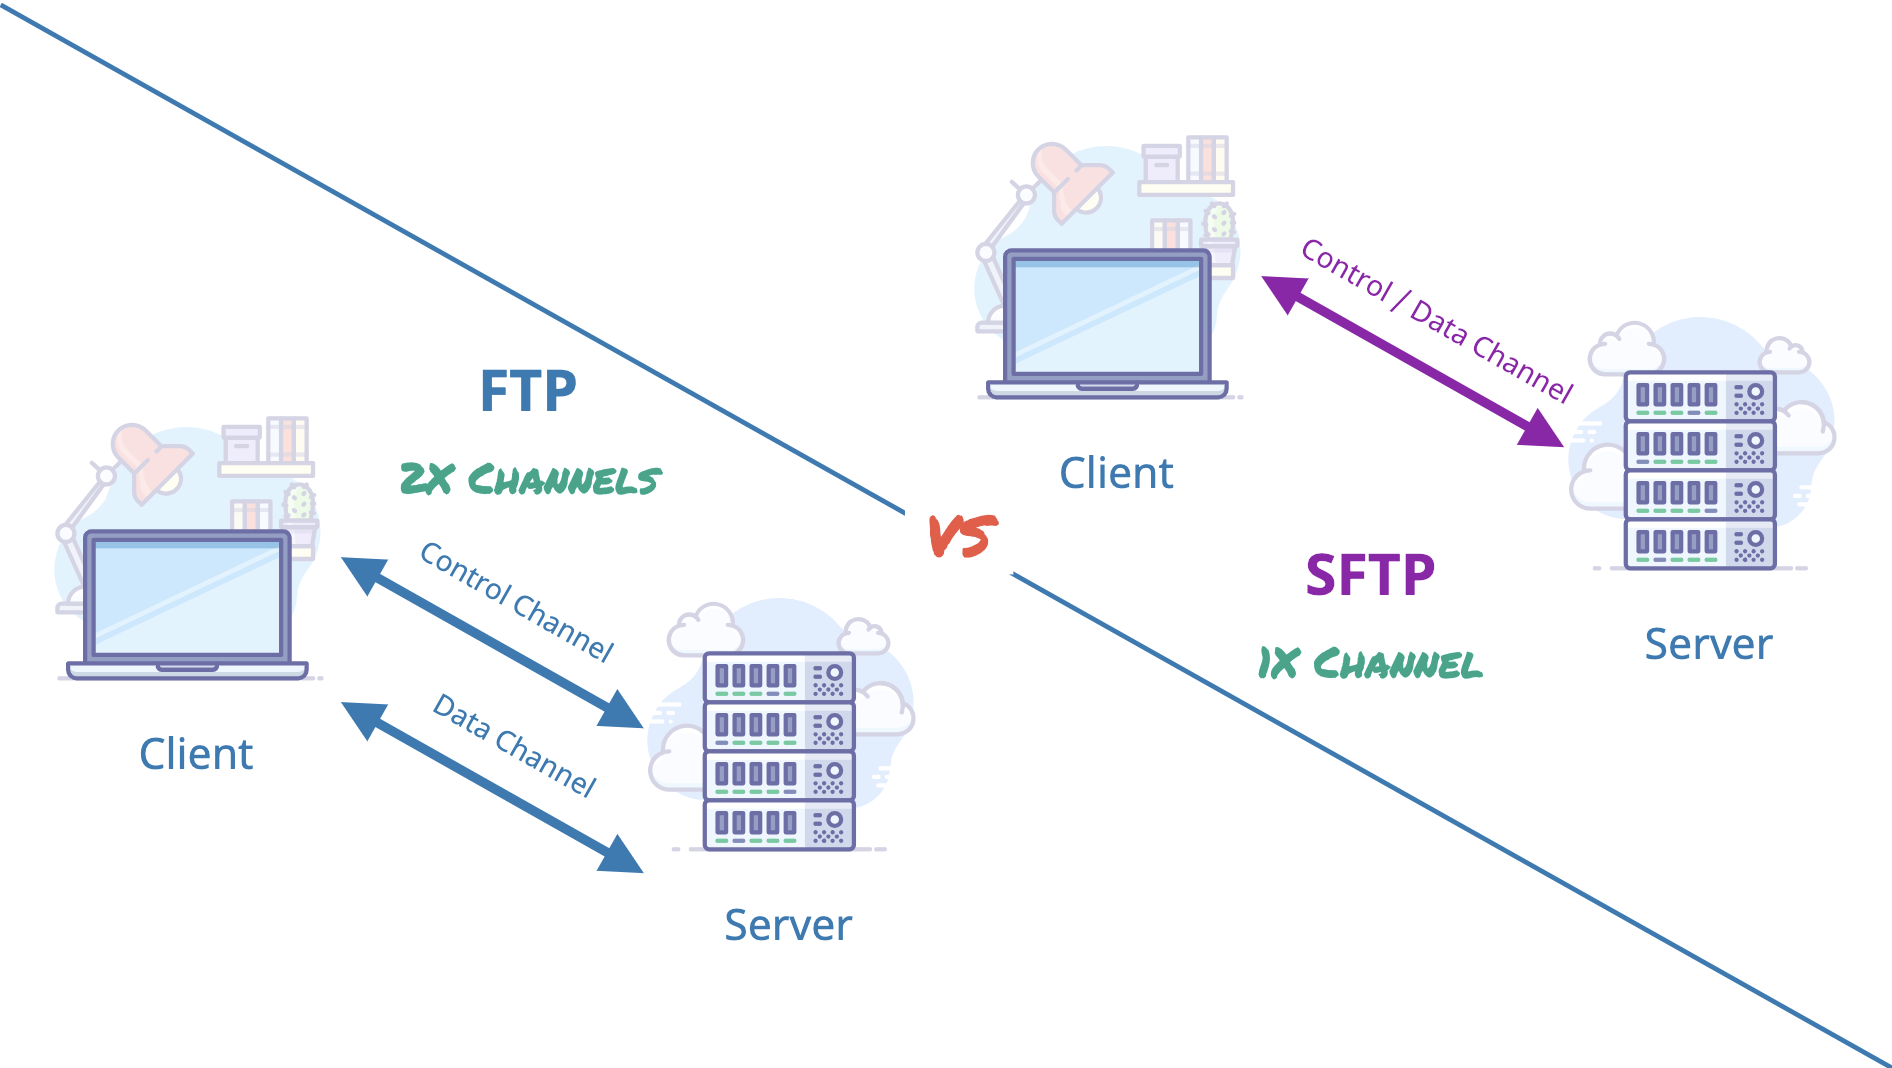 FTP
2X Channels
Control Channel
Data Channel
Client
Server
VS
Control / Data Channel
Client
SFTP
1X Channel
Server